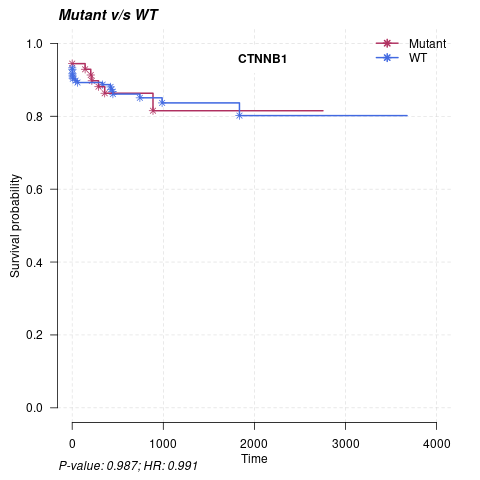 Mutant v/s WT
CTNNB1
Mutant
WT
Survival probability
1.0
0.8
0.6
0.4
0.2
0.0
0 1000 2000 3000 4000
Time
P-value: 0.987; HR: 0.991